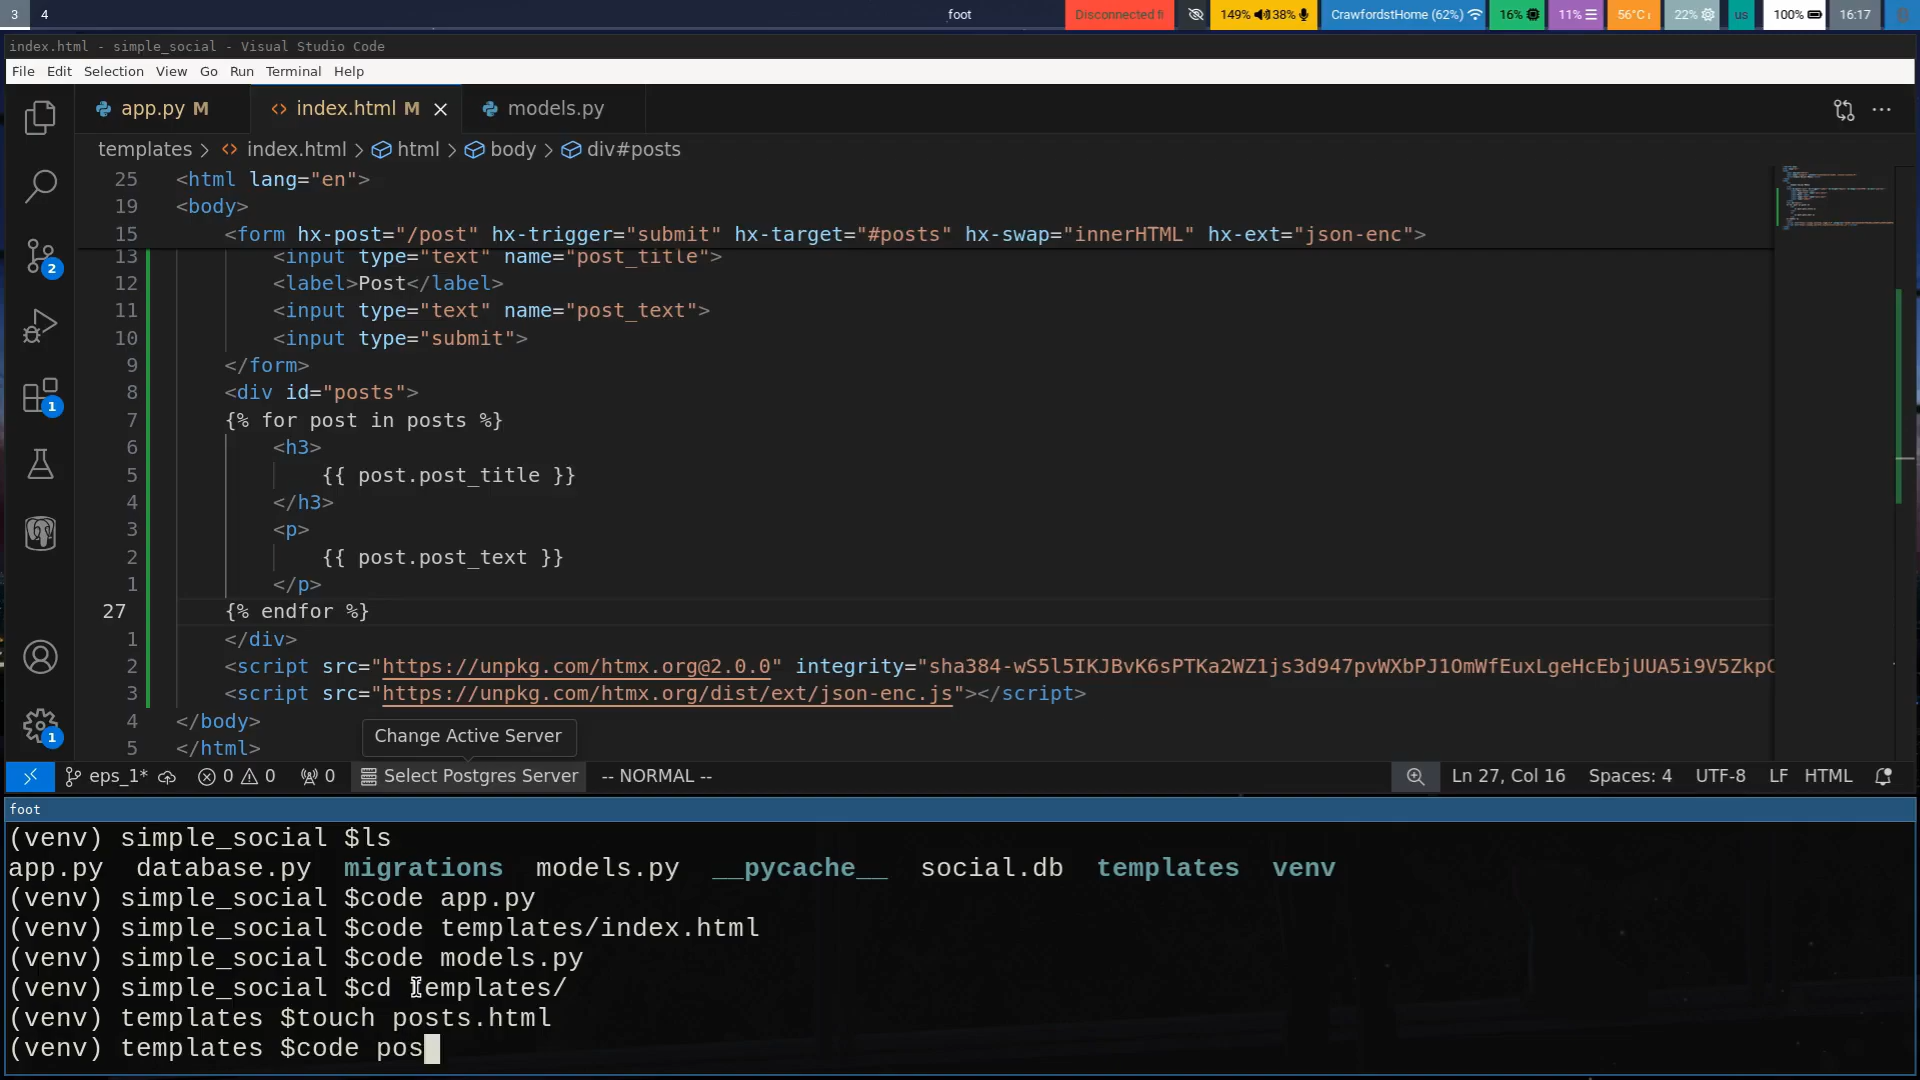 3 4 foot Disconnected 149% 138% CrawfordstHome (62%) 16% 11% 56°C 22% us 100% 16:17
index.html - simple_social - Visual Studio Code
File Edit Selection View Go Run Terminal Help
app.py M index.html M models.py
templates > index.html > html > body > div#posts
25 <html lang="en">
19 <body>
15 <form hx-post="/post" hx-trigger="submit" hx-target="#posts" hx-swap="innerHTML" hx-ext="json-enc">
13 <input type="text" name="post_title">
12 <label>Post</label>
11 <input type="text" name="post_text">
10 <input type="submit">
9 </form>
8 <div id="posts">
7 {% for post in posts %}
6 <h3>
5 {{ post.post_title }}
4 </h3>
3 <p>
2 {{ post.post_text }}
1 </p>
27 {% endfor %}
1 </div>
2 <script src="https://unpkg.com/htmx.org@2.0.0" integrity="sha384-wS5l5IKJBvK6sPTKa2WZ1js3d947pvWXbPJ1OmWfEuxLgeHcEbjUUA5i9V5Zkp
3 <script src="https://unpkg.com/htmx.org/dist/ext/json-enc.js"></script>
4 </body>
5 </html>
Change Active Server
eps_1* 0 0 0 Select Postgres Server -- NORMAL -- Ln 27, Col 16 Spaces: 4 UTF-8 LF HTML
2
1
1
foot
(venv) simple_social $ls
app.py database.py migrations models.py __pycache__ social.db templates venv
(venv) simple_social $code app.py
(venv) simple_social $code templates/index.html
(venv) simple_social $code models.py
(venv) simple_social $cd templates/
(venv) templates $touch posts.html
(venv) templates $code pos